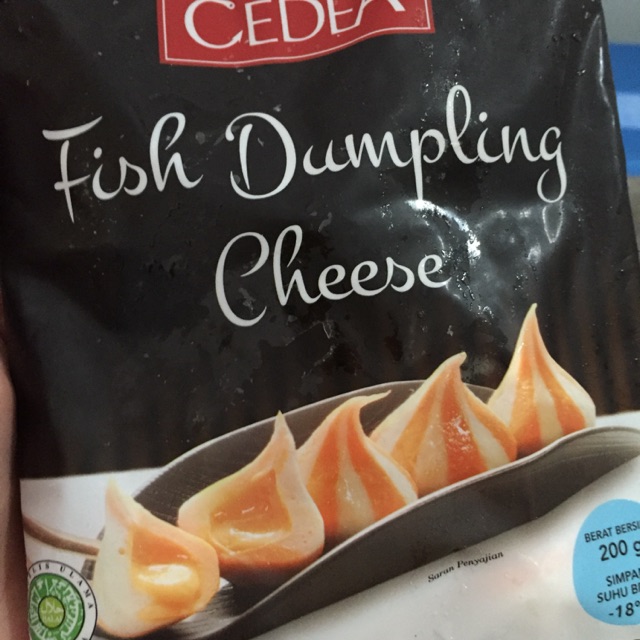 CEDEA
Fish Dumpling
Cheese
Saran Penyajian
BERAT BERSI
200 g
SIMPA
SUHU B
-18°